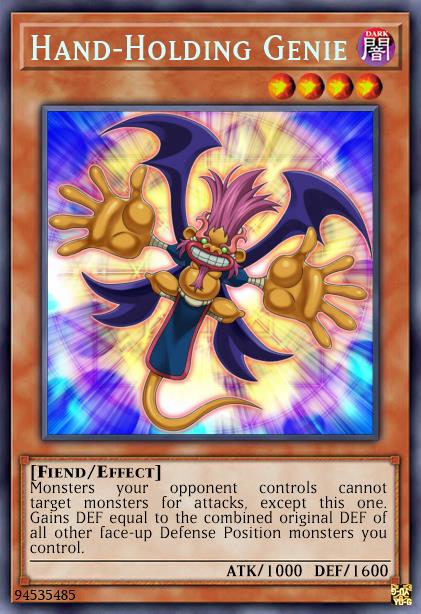 HAND-HOLDING GENIE
DARK
闇
[FIEND/EFFECT]
Monsters your opponent controls cannot
target monsters for attacks, except this one.
Gains DEF equal to the combined original DEF of
all other face-up Defense Position monsters you
control.
ATK/1000 DEF/1600
94535485